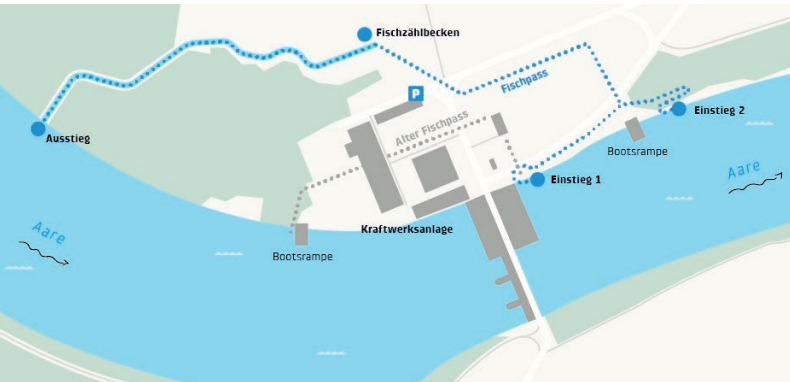 Fischzählbecken
P
Fischpass
Einstieg 2
Ausstieg
Alter Fischpass
Bootsrampe
Einstieg 1
Aare
Kraftwerksanlage
Aare
Bootsrampe